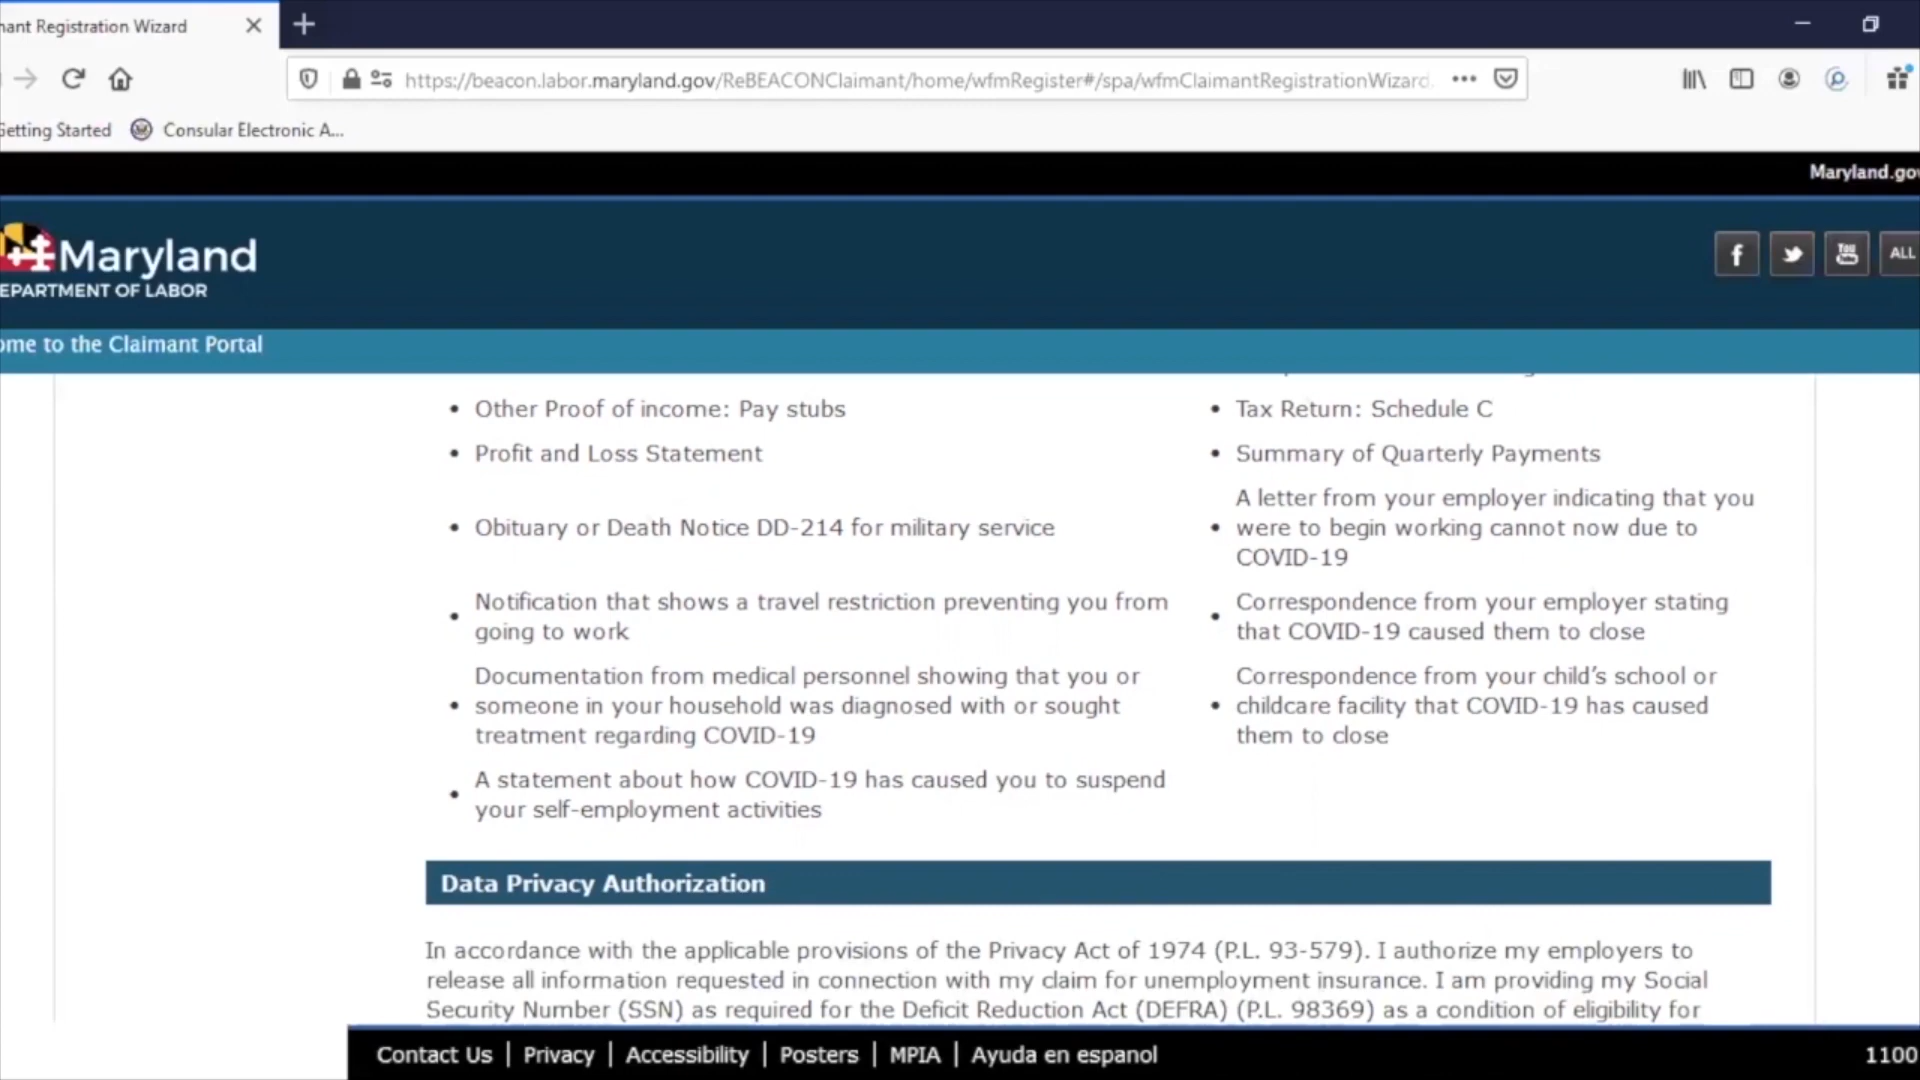 nant Registration Wizard
https://beacon.labor.maryland.gov/ReBEACONClaimant/home/wfmRegister#/spa/wfmClaimantRegistrationWizard
Getting Started
Consular Electronic A...
Maryland.gov
Maryland
EPARTMENT OF LABOR
f
You
ALL
ome to the Claimant Portal
• Other Proof of income: Pay stubs
• Tax Return: Schedule C
• Profit and Loss Statement
• Summary of Quarterly Payments
• Obituary or Death Notice DD-214 for military service
A letter from your employer indicating that you
• were to begin working cannot now due to
COVID-19
Notification that shows a travel restriction preventing you from
• going to work
Correspondence from your employer stating
• that COVID-19 caused them to close
Documentation from medical personnel showing that you or
• someone in your household was diagnosed with or sought
treatment regarding COVID-19
Correspondence from your child’s school or
• childcare facility that COVID-19 has caused
them to close
A statement about how COVID-19 has caused you to suspend
• your self-employment activities
Data Privacy Authorization
In accordance with the applicable provisions of the Privacy Act of 1974 (P.L. 93-579). I authorize my employers to
release all information requested in connection with my claim for unemployment insurance. I am providing my Social
Security Number (SSN) as required for the Deficit Reduction Act (DEFRA) (P.L. 98369) as a condition of eligibility for
Contact Us | Privacy | Accessibility | Posters | MPIA | Ayuda en espanol
1100